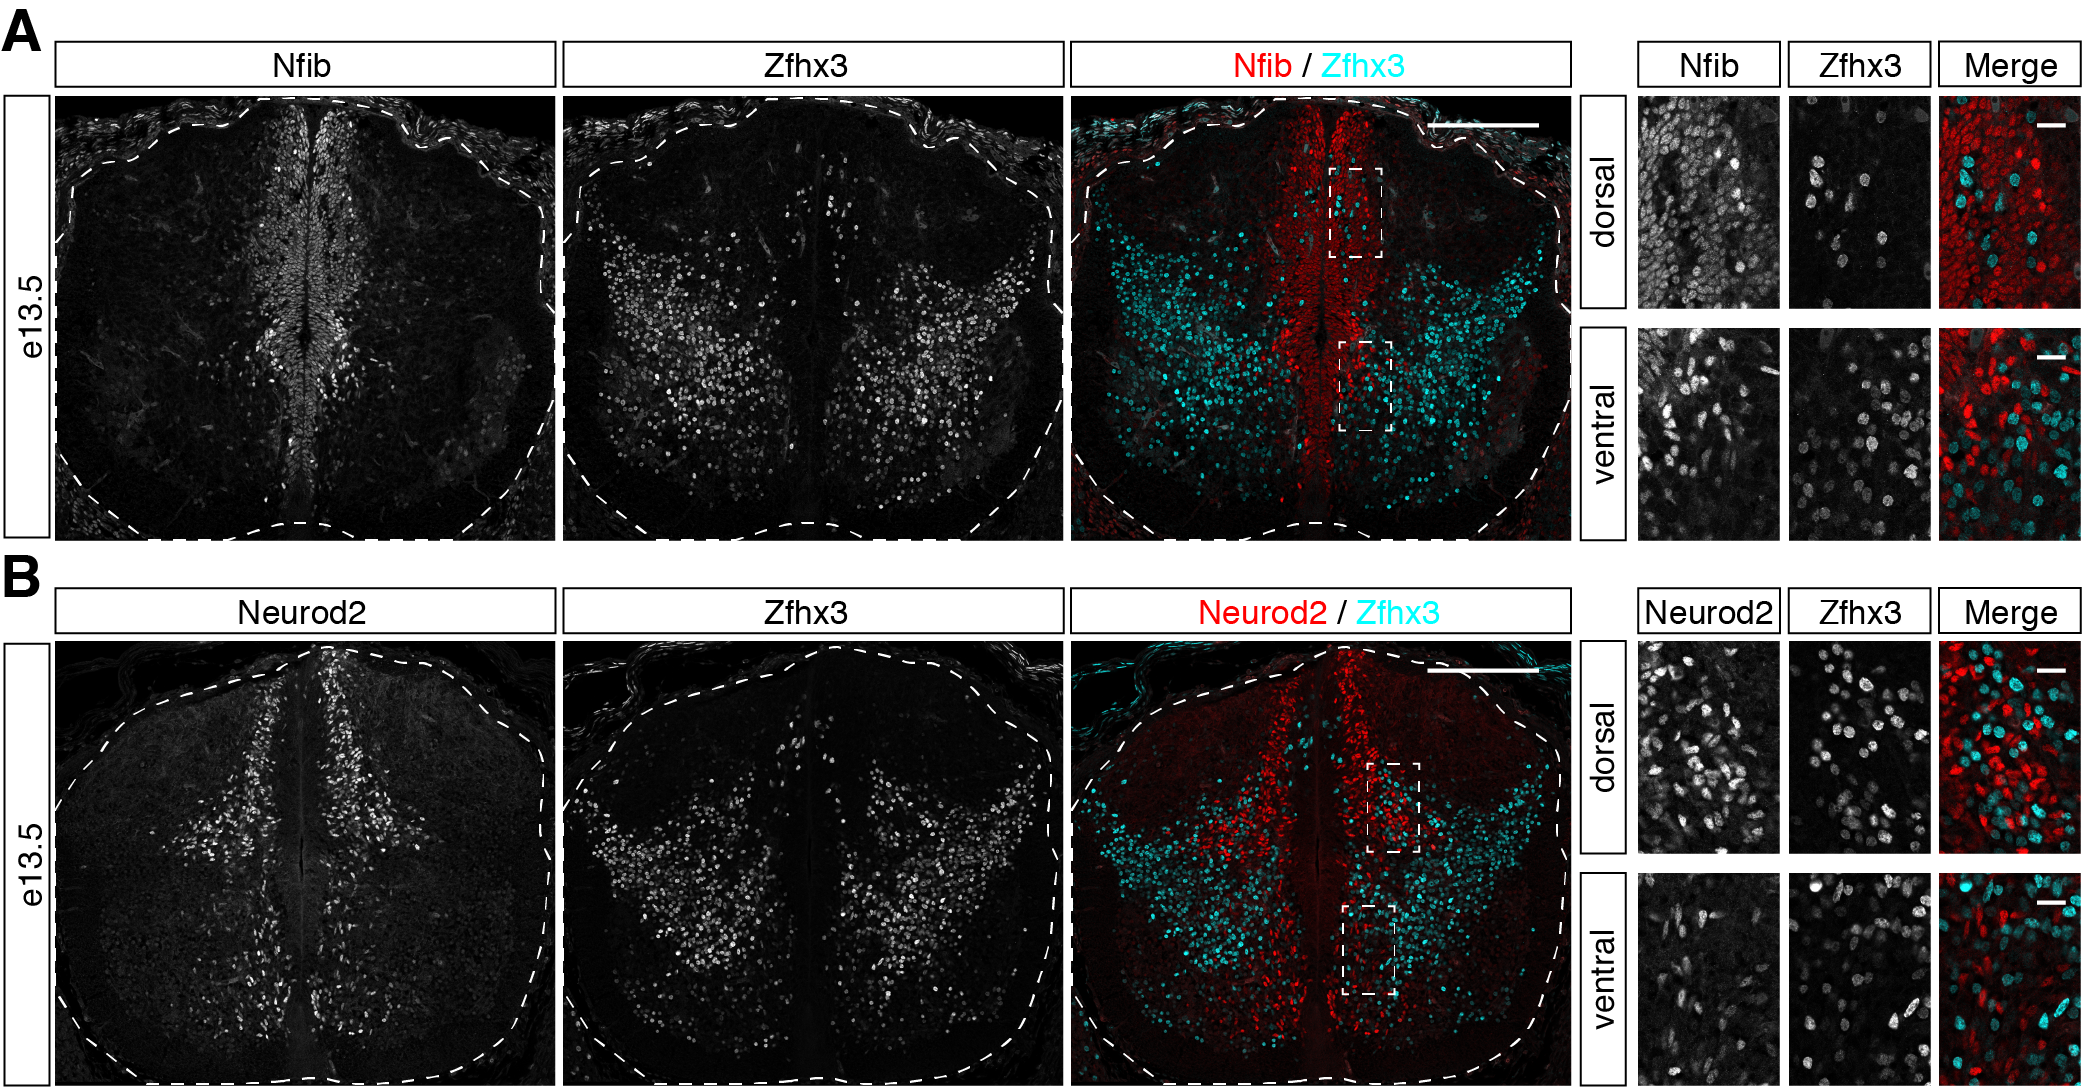 A
Nfib
Zfhx3
Nfib / Zfhx3
Nfib
Zfhx3
Merge
e13.5
dorsal
ventral
B
Neurod2
Zfhx3
Neurod2 / Zfhx3
Neurod2
Zfhx3
Merge
e13.5
dorsal
ventral